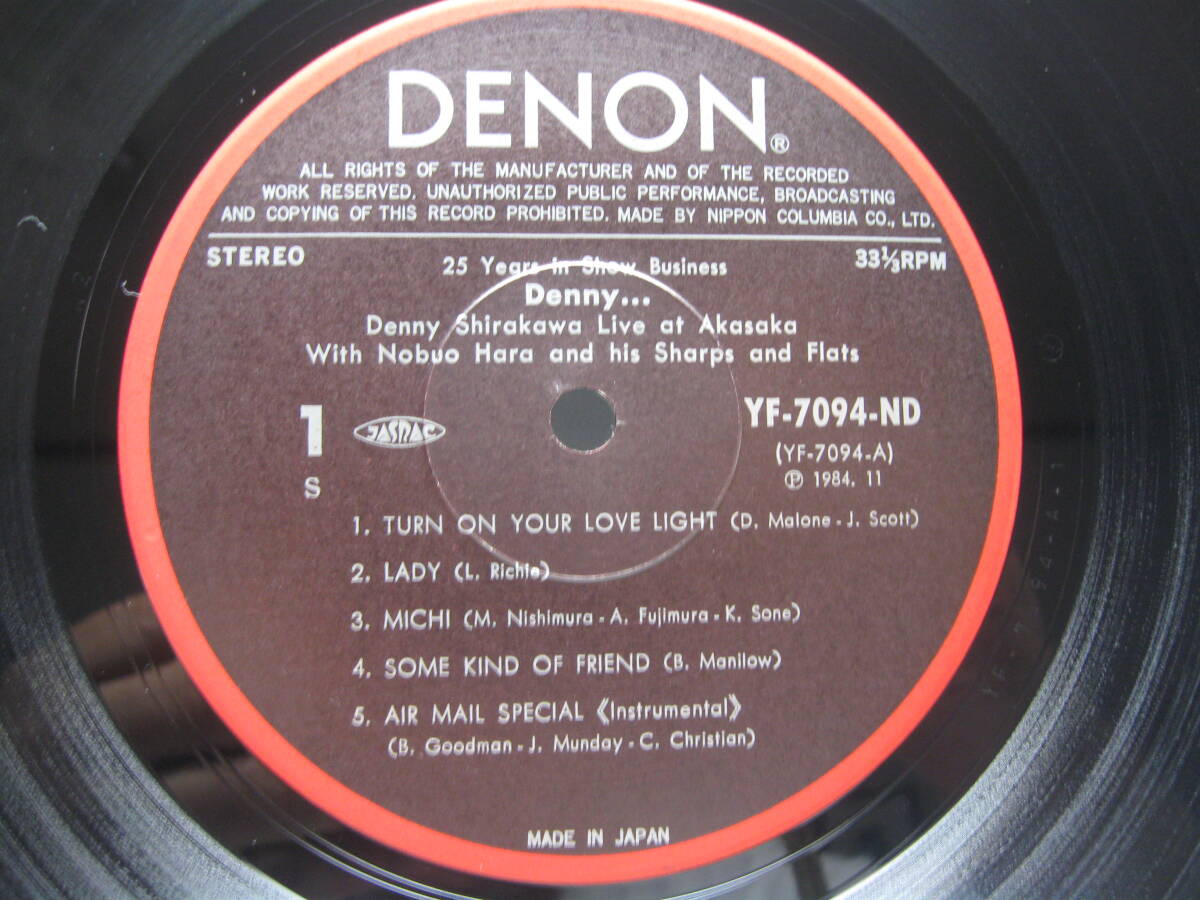 DENON®
ALL RIGHTS OF THE MANUFACTURER AND OF THE RECORDED
WORK RESERVED. UNAUTHORIZED PUBLIC PERFORMANCE, BROADCASTING
AND COPYING OF THIS RECORD PROHIBITED. MADE BY NIPPON COLUMBIA CO., LTD.
STEREO
33⅓RPM
25 Years in Show Business
Denny...
Denny Shirakawa Live at Akasaka
With Nobuo Hara and his Sharps and Flats
1
JASRAC
YF-7094-ND
S
(YF-7094-A)
Ⓟ 1984. 11
1. TURN ON YOUR LOVE LIGHT (D. Malone - J. Scott)
2. LADY (L. Richie)
3. MICHI (M. Nishimura - A. Fujimura - K. Sone)
4. SOME KIND OF FRIEND (B. Manilow)
5. AIR MAIL SPECIAL 《Instrumental》
(B. Goodman - J. Munday - C. Christian)
MADE IN JAPAN